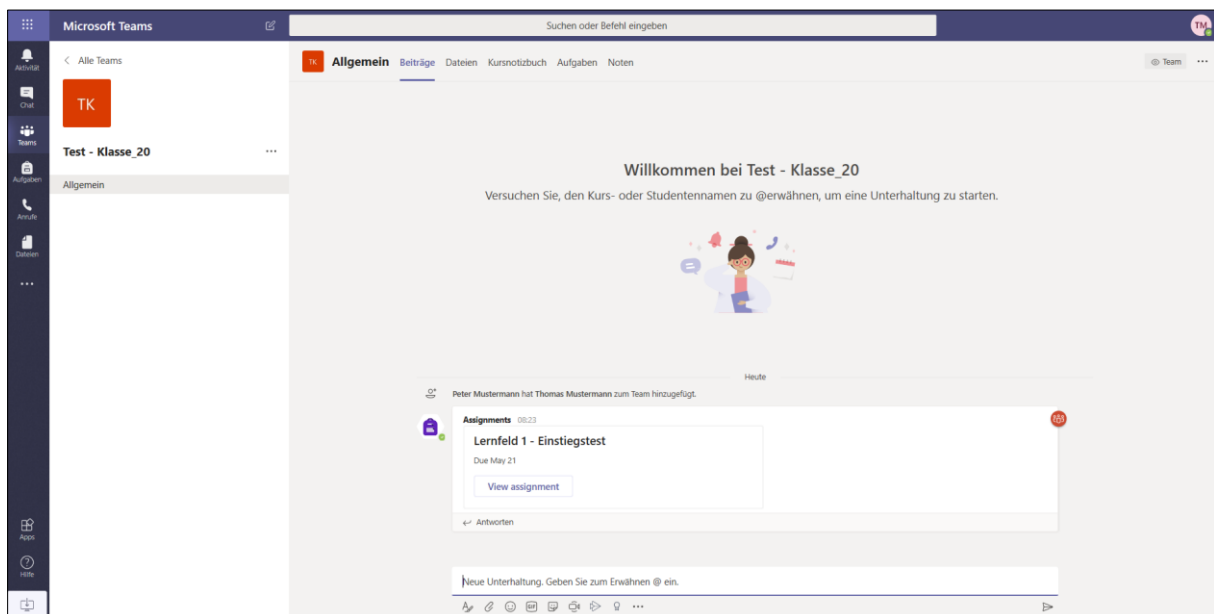 Microsoft Teams
Suchen oder Befehl eingeben
TM
Aktivität
Chat
Teams
Aufgaben
Anrufe
Dateien
Apps
Hilfe
Alle Teams
TK
Test - Klasse_20
Allgemein
TK Allgemein Beiträge Dateien Kursnotizbuch Aufgaben Noten
Team
Willkommen bei Test - Klasse_20
Versuchen Sie, den Kurs- oder Studentennamen zu @erwähnen, um eine Unterhaltung zu starten.
Heute
Peter Mustermann hat Thomas Mustermann zum Team hinzugefügt.
Assignments 08:23
Lernfeld 1 - Einstiegstest
Due May 21
View assignment
Antworten
Neue Unterhaltung. Geben Sie zum Erwähnen @ ein.
GIF